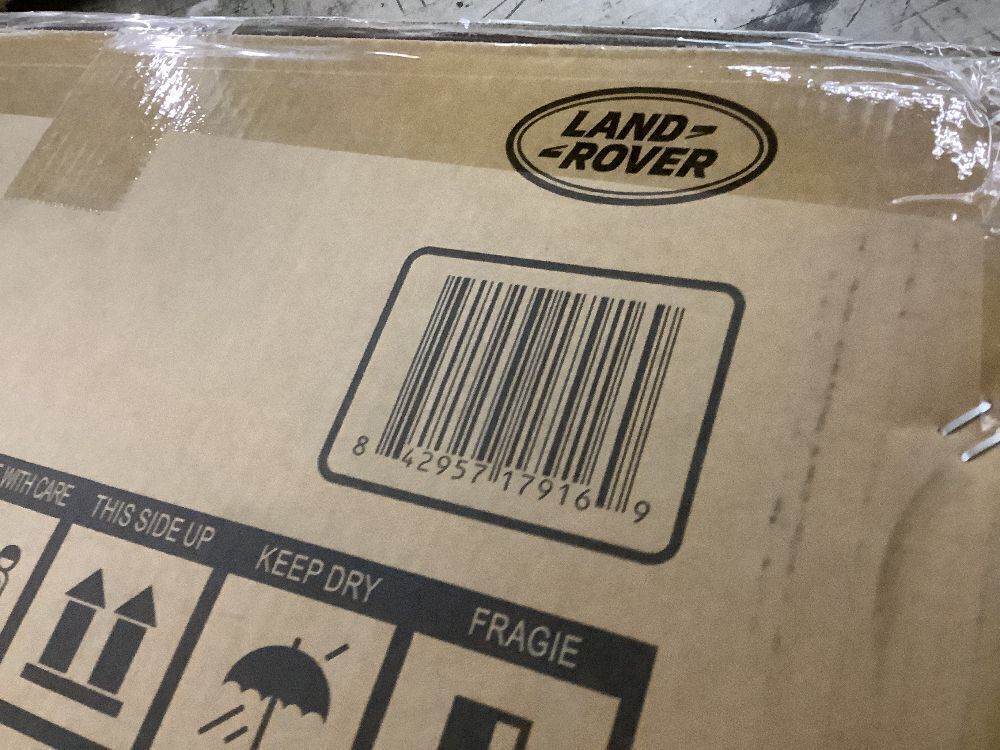 LAND
ROVER
8 42957 17916 9
WITH CARE
THIS SIDE UP
KEEP DRY
FRAGIE